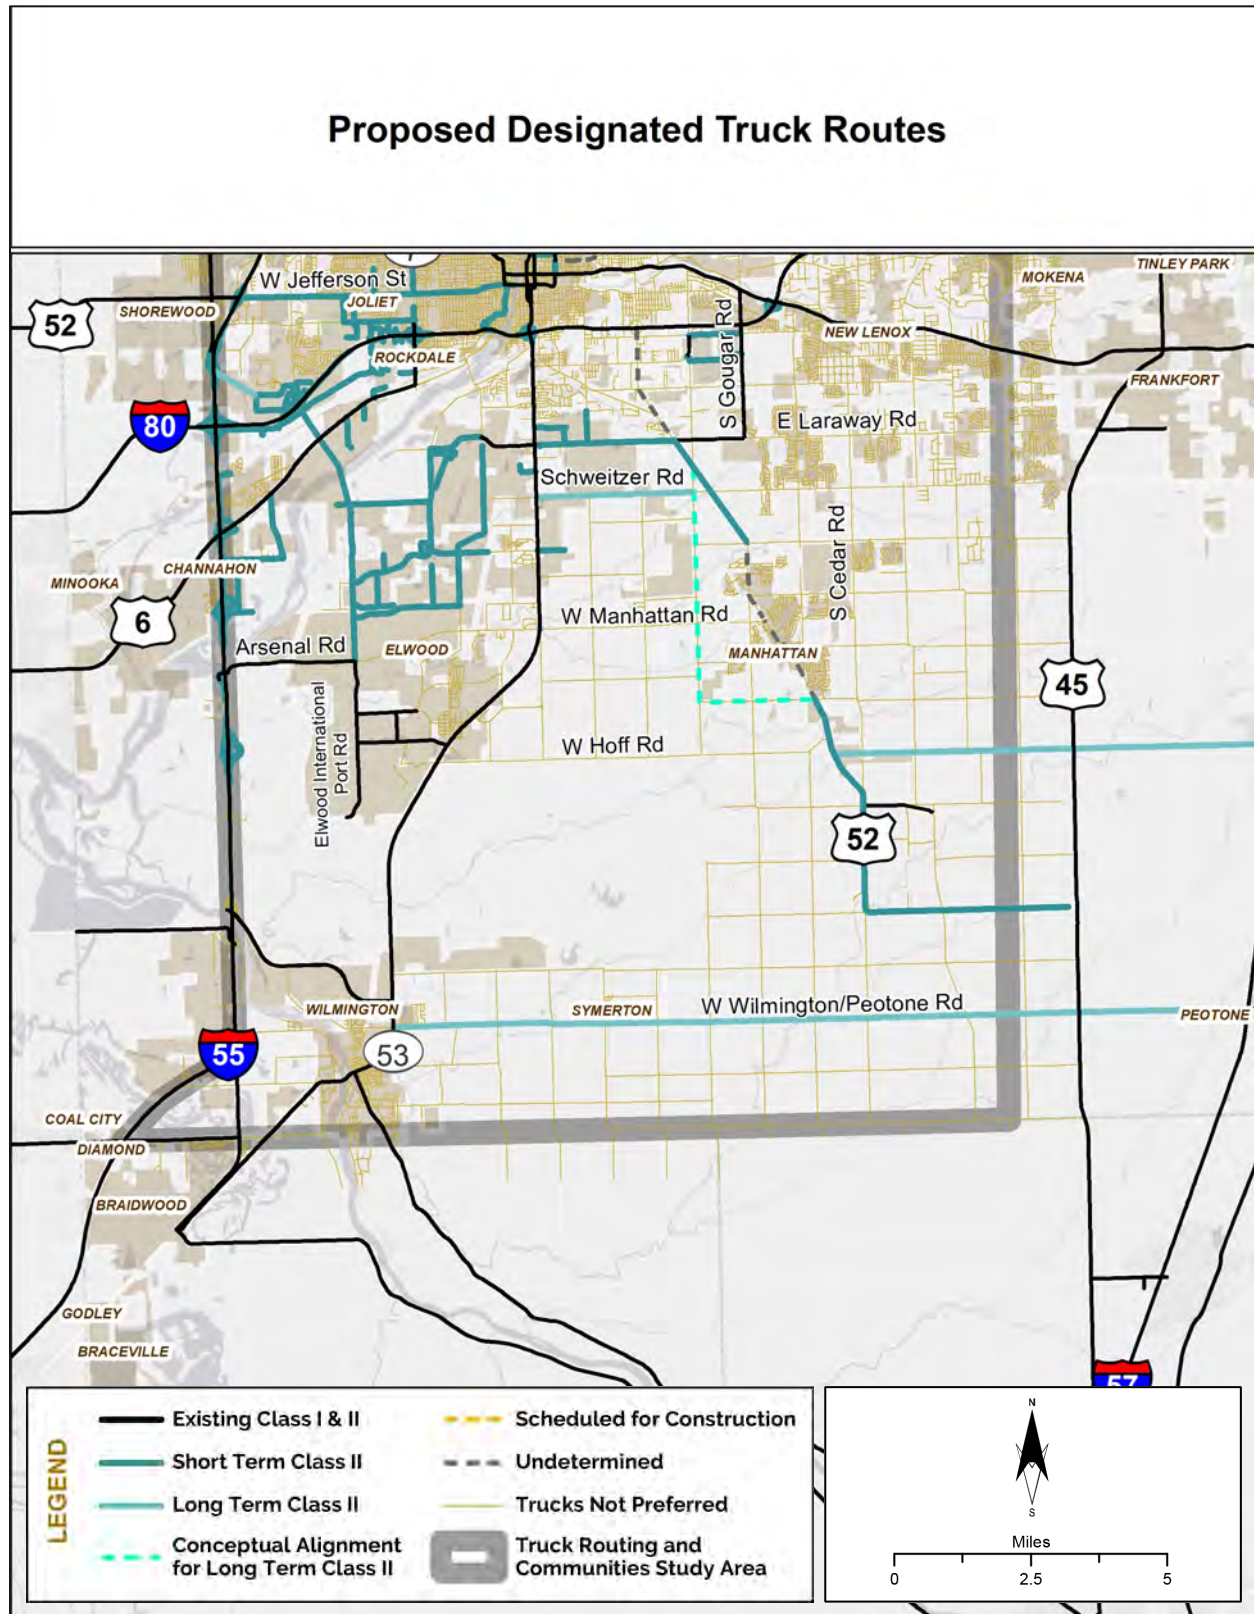 Proposed Designated Truck Routes
TINLEY PARK
MOKENA
7
W Jefferson St
JOLIET
SHOREWOOD
52
S Gougar Rd
NEW LENOX
ROCKDALE
FRANKFORT
80
E Laraway Rd
Schweitzer Rd
S Cedar Rd
CHANNAHON
MINOOKA
6
W Manhattan Rd
Arsenal Rd
ELWOOD
MANHATTAN
45
Elwood International
Port Rd
W Hoff Rd
52
W Wilmington/Peotone Rd
WILMINGTON
SYMERTON
PEOTONE
55
53
COAL CITY
DIAMOND
BRAIDWOOD
GODLEY
BRACEVILLE
57
LEGEND
Existing Class I & II
Short Term Class II
Long Term Class II
Conceptual Alignment
for Long Term Class II
Scheduled for Construction
Undetermined
Trucks Not Preferred
Truck Routing and
Communities Study Area
N
S
Miles
0 2.5 5